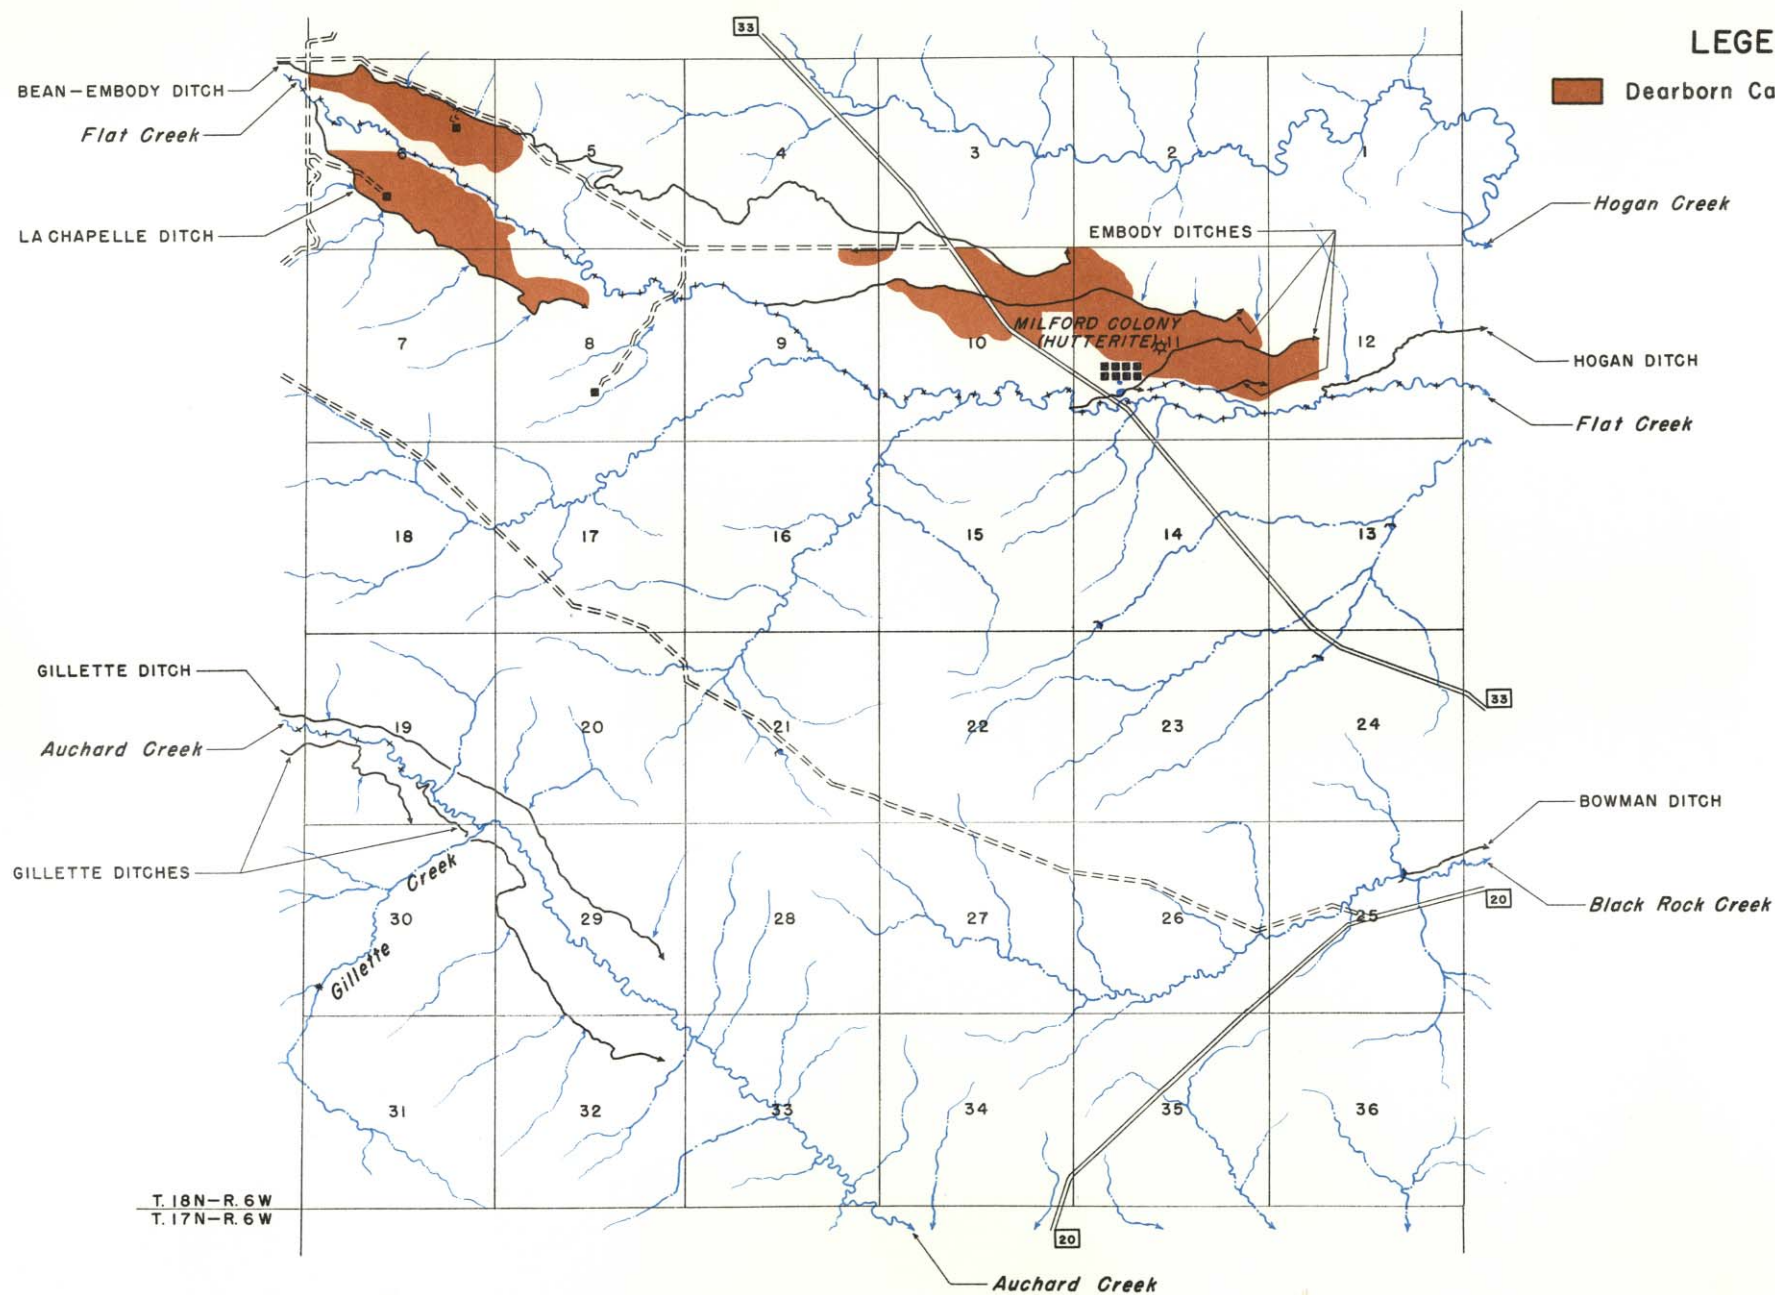 33
LEGE
Dearborn Ca
BEAN-EMBODY DITCH
Flat Creek
6
5
4
3
2
1
Hogan Creek
LA CHAPELLE DITCH
EMBODY DITCHES
MILFORD COLONY
(HUTTERITE)
7
8
9
10
11
12
HOGAN DITCH
Flat Creek
18
17
16
15
14
13
GILLETTE DITCH
33
Auchard Creek
19
20
21
22
23
24
BOWMAN DITCH
GILLETTE DITCHES
Gillette Creek
20
Black Rock Creek
30
29
28
27
26
25
31
32
33
34
35
36
T. 18N-R. 6W
T. 17N-R. 6W
20
Auchard Creek